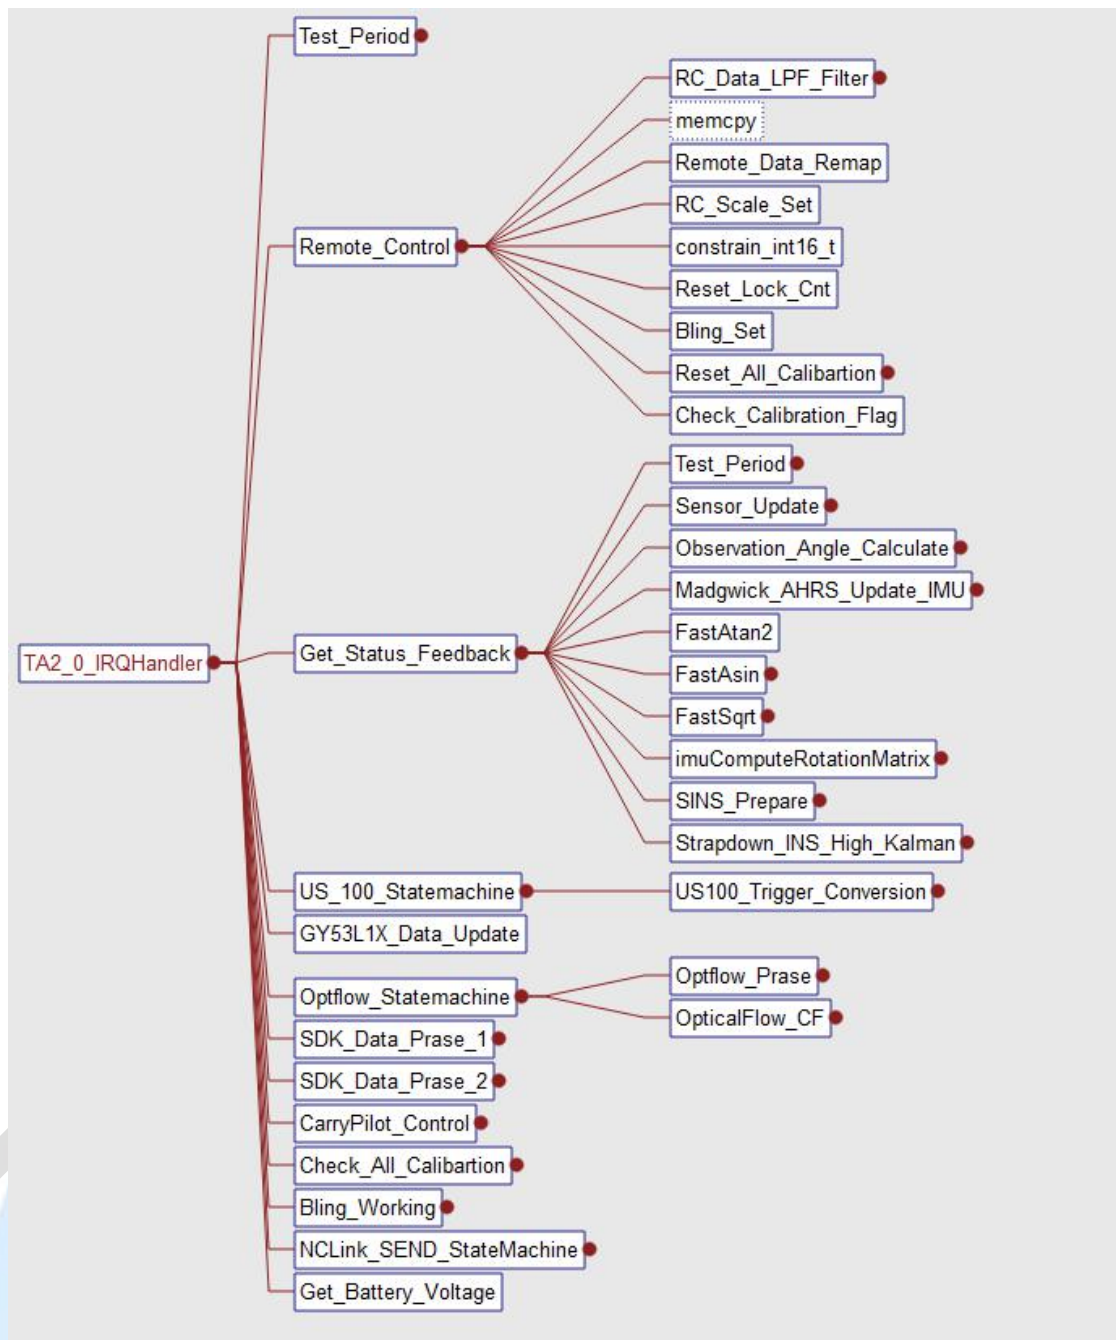 Test_Period
RC_Data_LPF_Filter
memcpy
Remote_Data_Remap
RC_Scale_Set
Remote_Control
constrain_int16_t
Reset_Lock_Cnt
Bling_Set
Reset_All_Calibartion
Check_Calibration_Flag
Test_Period
Sensor_Update
Observation_Angle_Calculate
Madgwick_AHRS_Update_IMU
FastAtan2
TA2_0_IRQHandler
Get_Status_Feedback
FastAsin
FastSqrt
imuComputeRotationMatrix
SINS_Prepare
Strapdown_INS_High_Kalman
US_100_Statemachine
US100_Trigger_Conversion
GY53L1X_Data_Update
Optflow_Statemachine
Optflow_Prase
OpticalFlow_CF
SDK_Data_Prase_1
SDK_Data_Prase_2
CarryPilot_Control
Check_All_Calibartion
Bling_Working
NCLink_SEND_StateMachine
Get_Battery_Voltage